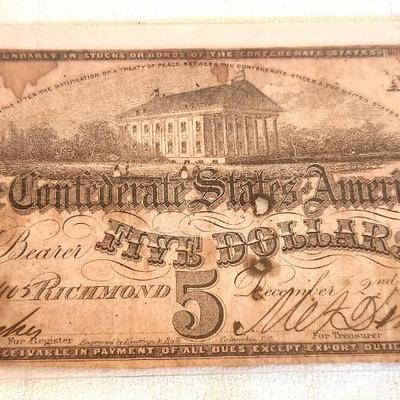 UNDABLE IN STOCKS OR BONDS OF THE CONFEDERATE STATES.
AFTER THE RATIFICATION OF A TREATY OF PEACE BETWEEN THE CONFEDERATE STATES & THE UNITED STATES
Confederate States America
Bearer FIVE DOLLARS
RICHMOND 5 December 2nd
For Register Engraved by Keatinge & Ball Columbia, S.C. For Treasurer
CEIVABLE IN PAYMENT OF ALL DUES EXCEPT EXPORT DUTIE